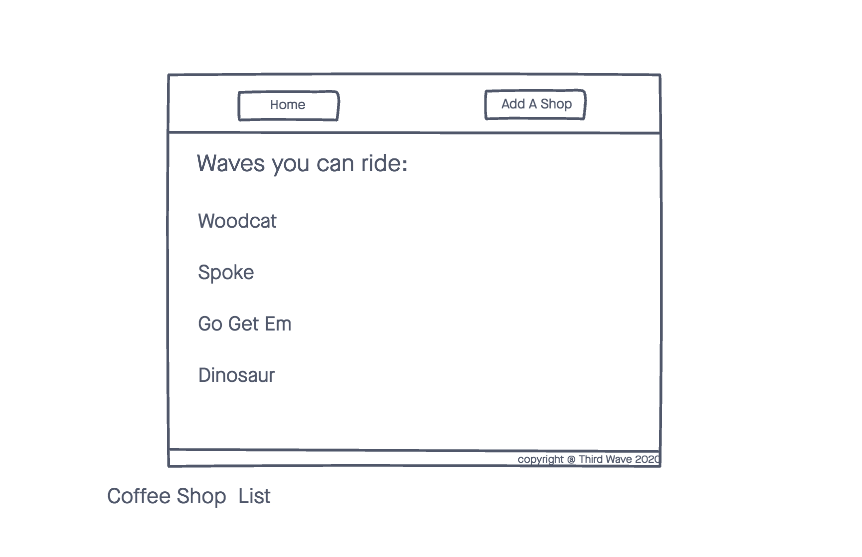 Home
Add A Shop
Waves you can ride:
Woodcat
Spoke
Go Get Em
Dinosaur
copyright @ Third Wave 2020
Coffee Shop List